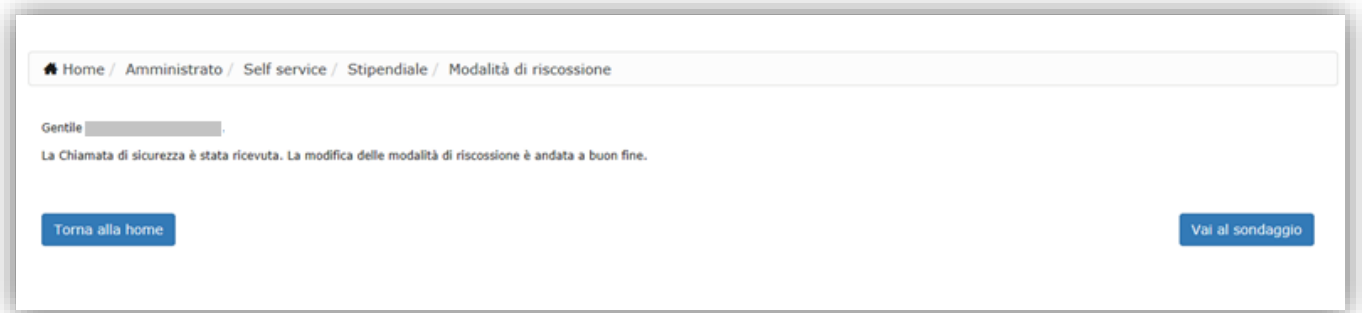 Home / Amministrato / Self service / Stipendiale / Modalità di riscossione
Gentile .
La Chiamata di sicurezza è stata ricevuta. La modifica delle modalità di riscossione è andata a buon fine.
Torna alla home
Vai al sondaggio